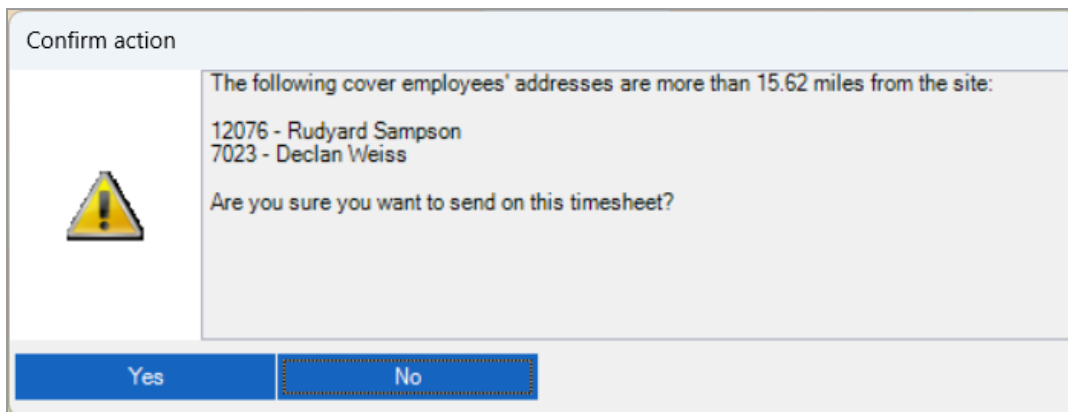 Confirm action
The following cover employees' addresses are more than 15.62 miles from the site:
12076 - Rudyard Sampson
7023 - Declan Weiss
Are you sure you want to send on this timesheet?
Yes
No